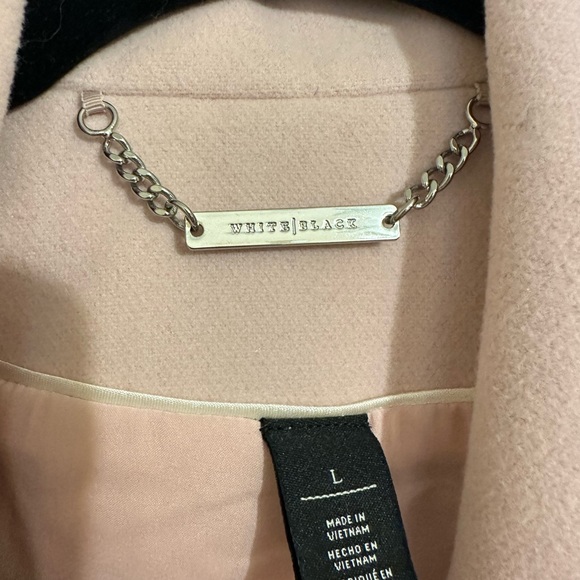 WHITE|BLACK
L
MADE IN
VIETNAM
HECHO EN
VIETNAM